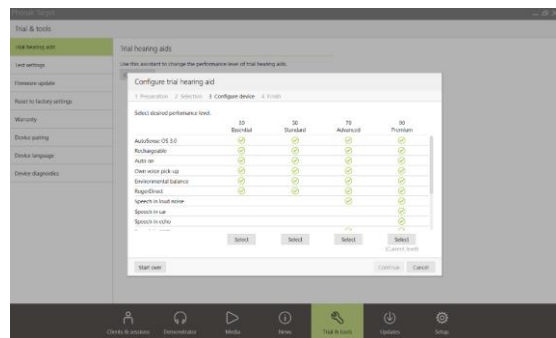 Phonak Target
Trial & tools
Trial hearing aids
Trial hearing aids
Test settings
Use this assistant to change the performance level of trial hearing aids.
Firmware update
Configure trial hearing aid
1 Preparation 2 Selection 3 Configure device 4 Finish
Reset to factory settings
Select desired performance level.
Warranty
30 50 70 90
Essential Standard Advanced Premium
Device pairing
AutoSense OS 3.0
Device language
Rechargeable
Auto on
Device diagnostics
Own voice pick-up
Environmental balance
RogerDirect
Speech in loud noise
Speech in car
Speech in echo
Select Select Select Select
(Current level)
Start over Continue Cancel
Clients & sessions Demonstrator Media News Trial & tools Updates Setup